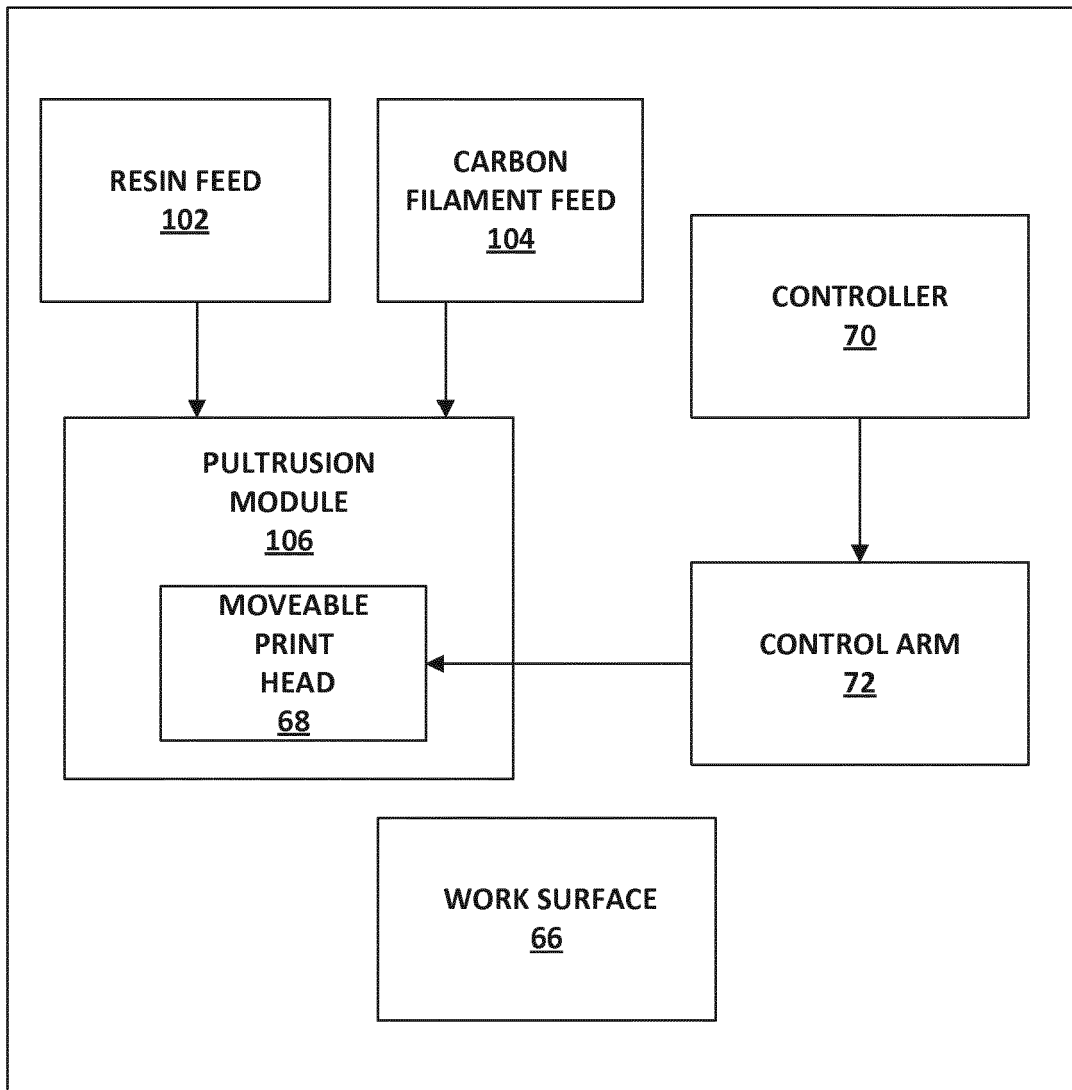 RESIN FEED
102
CARBON
FILAMENT FEED
104
CONTROLLER
70
PULTRUSION
MODULE
106
MOVEABLE
PRINT
HEAD
68
CONTROL ARM
72
WORK SURFACE
66